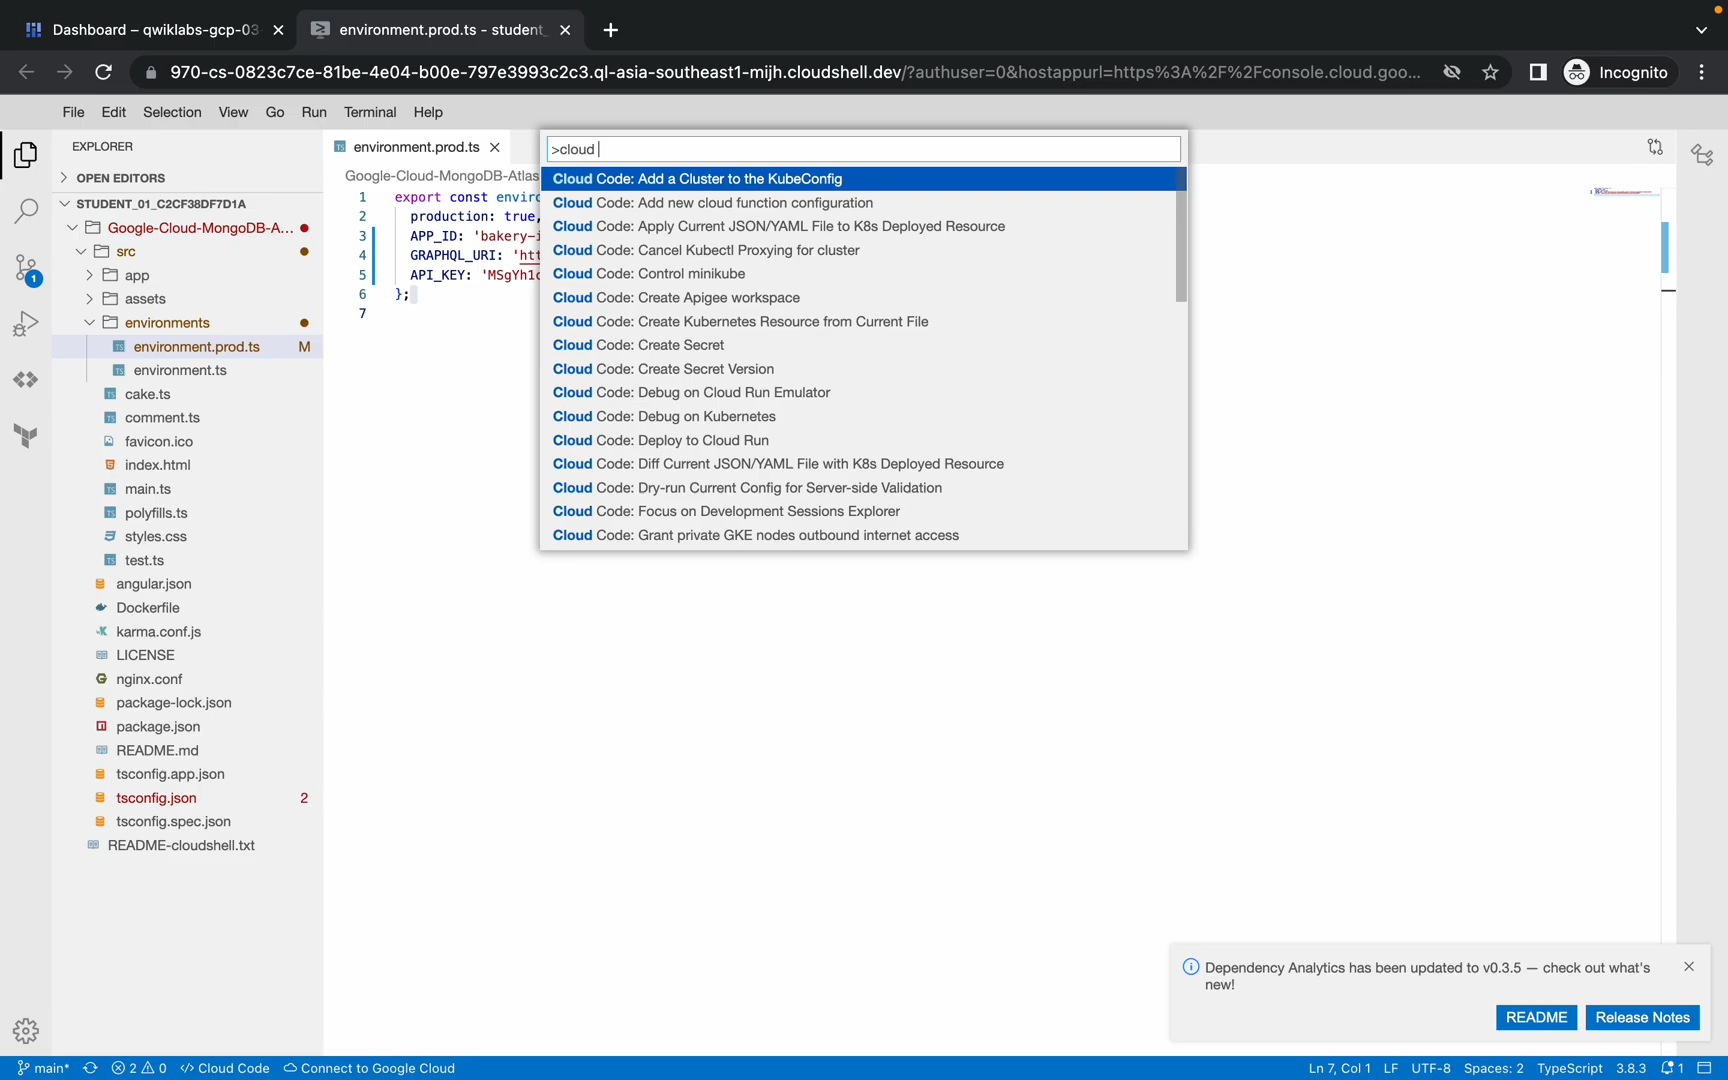 Dashboard – qwiklabs-gcp-03
environment.prod.ts - student_
970-cs-0823c7ce-81be-4e04-b00e-797e3993c2c3.ql-asia-southeast1-mijh.cloudshell.dev/?authuser=0&hostappurl=https%3A%2F%2Fconsole.cloud.goo...
Incognito
File Edit Selection View Go Run Terminal Help
EXPLORER
OPEN EDITORS
STUDENT_01_C2CF38DF7D1A
Google-Cloud-MongoDB-A...
src
app
assets
environments
environment.prod.ts M
environment.ts
cake.ts
comment.ts
favicon.ico
index.html
main.ts
polyfills.ts
styles.css
test.ts
angular.json
Dockerfile
karma.conf.js
LICENSE
nginx.conf
package-lock.json
package.json
README.md
tsconfig.app.json
tsconfig.json 2
tsconfig.spec.json
README-cloudshell.txt
1
environment.prod.ts
Google-Cloud-MongoDB-Atlas
1 export const enviro
2 production: true,
3 APP_ID: 'bakery-i
4 GRAPHQL_URI: 'htt
5 API_KEY: 'MSgYh1c
6 };
7
>cloud
Cloud Code: Add a Cluster to the KubeConfig
Cloud Code: Add new cloud function configuration
Cloud Code: Apply Current JSON/YAML File to K8s Deployed Resource
Cloud Code: Cancel Kubectl Proxying for cluster
Cloud Code: Control minikube
Cloud Code: Create Apigee workspace
Cloud Code: Create Kubernetes Resource from Current File
Cloud Code: Create Secret
Cloud Code: Create Secret Version
Cloud Code: Debug on Cloud Run Emulator
Cloud Code: Debug on Kubernetes
Cloud Code: Deploy to Cloud Run
Cloud Code: Diff Current JSON/YAML File with K8s Deployed Resource
Cloud Code: Dry-run Current Config for Server-side Validation
Cloud Code: Focus on Development Sessions Explorer
Cloud Code: Grant private GKE nodes outbound internet access
Dependency Analytics has been updated to v0.3.5 — check out what's
new!
README Release Notes
main* 2 0 Cloud Code Connect to Google Cloud
Ln 7, Col 1 LF UTF-8 Spaces: 2 TypeScript 3.8.3 1